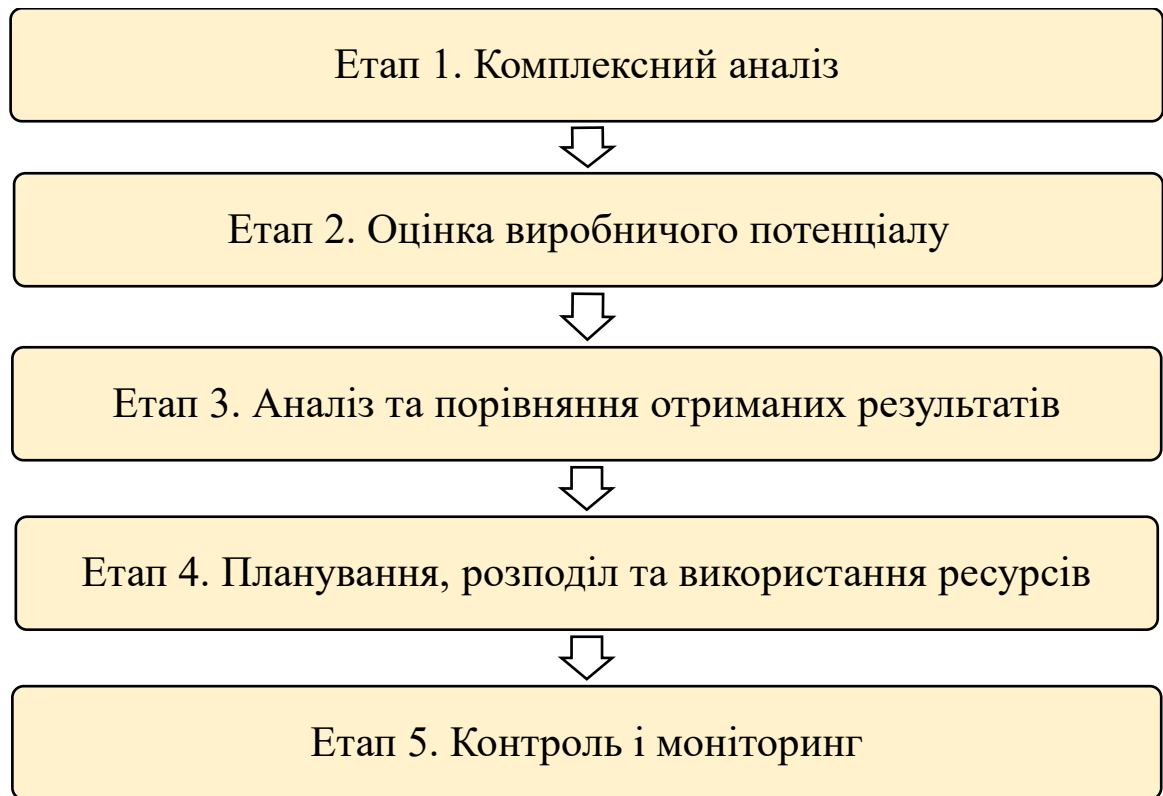 Етап 1. Комплексний аналіз
Етап 2. Оцінка виробничого потенціалу
Етап 3. Аналіз та порівняння отриманих результатів
Етап 4. Планування, розподіл та використання ресурсів
Етап 5. Контроль і моніторинг